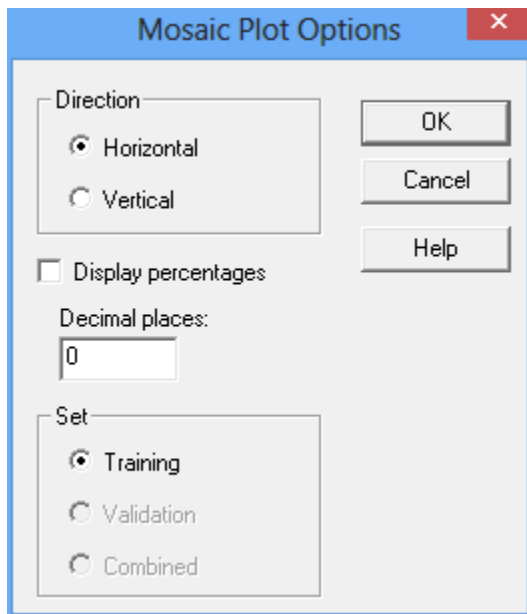 Mosaic Plot Options
Direction
Horizontal
Vertical
OK
Cancel
Help
Display percentages
Decimal places:
0
Set
Training
Validation
Combined